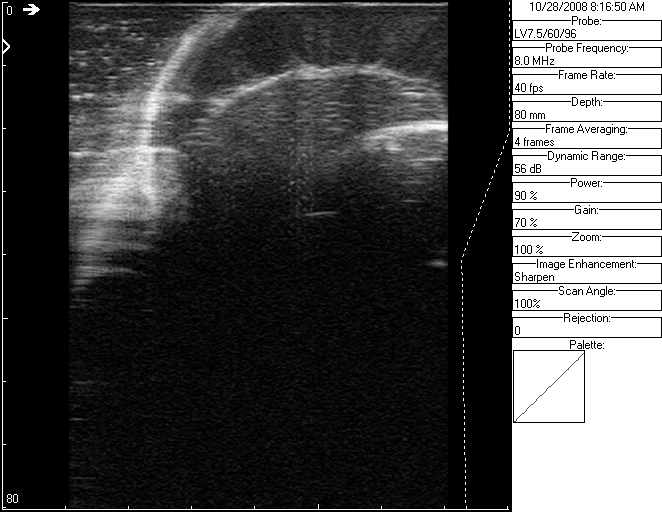 0
80
10/28/2008 8:16:50 AM
Probe:
LV7.5/60/96
Probe Frequency:
8.0 MHz
Frame Rate:
40 fps
Depth:
80 mm
Frame Averaging:
4 frames
Dynamic Range:
56 dB
Power:
90 %
Gain:
70 %
Zoom:
100 %
Image Enhancement:
Sharpen
Scan Angle:
100%
Rejection:
0
Palette: